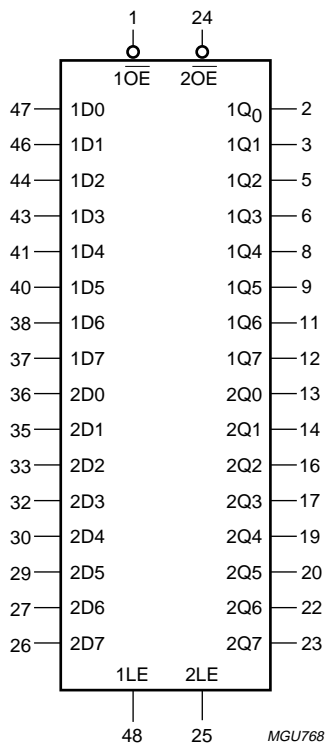 1 24
1OE 2OE
47 1D0 1Q0 2
46 1D1 1Q1 3
44 1D2 1Q2 5
43 1D3 1Q3 6
41 1D4 1Q4 8
40 1D5 1Q5 9
38 1D6 1Q6 11
37 1D7 1Q7 12
36 2D0 2Q0 13
35 2D1 2Q1 14
33 2D2 2Q2 16
32 2D3 2Q3 17
30 2D4 2Q4 19
29 2D5 2Q5 20
27 2D6 2Q6 22
26 2D7 2Q7 23
1LE 2LE
48 25 MGU768